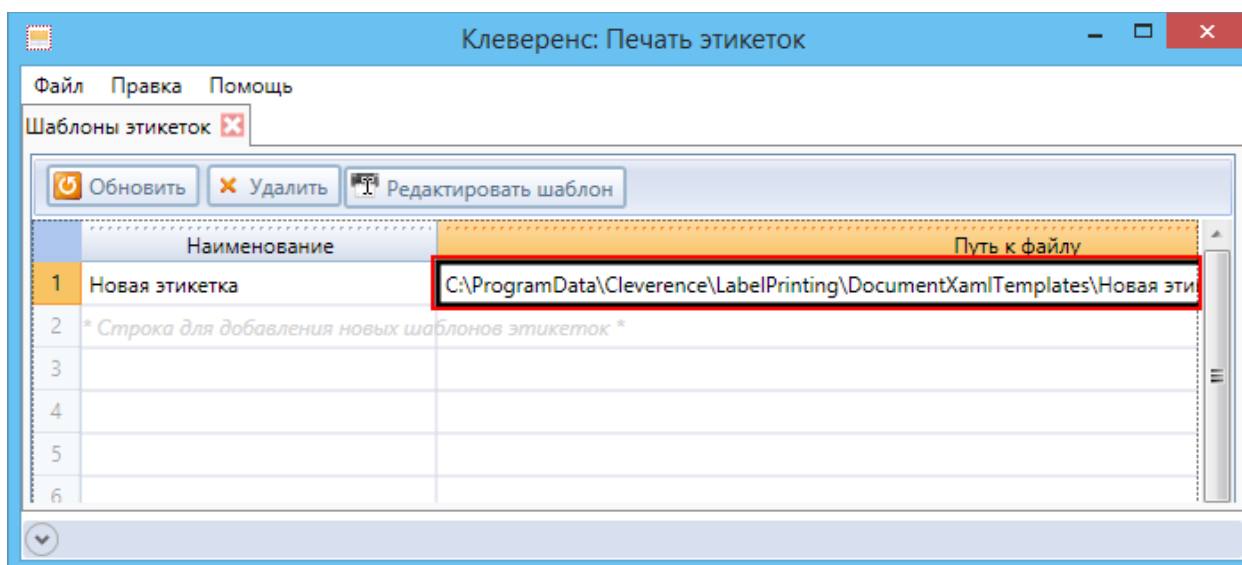 Клеверенс: Печать этикеток
Файл Правка Помощь
Шаблоны этикеток
Обновить Удалить Редактировать шаблон
Наименование Путь к файлу
1 Новая этикетка C:\ProgramData\Cleverence\LabelPrinting\DocumentXamlTemplates\Новая
2 * Строка для добавления новых шаблонов этикеток *
3
4
5
6